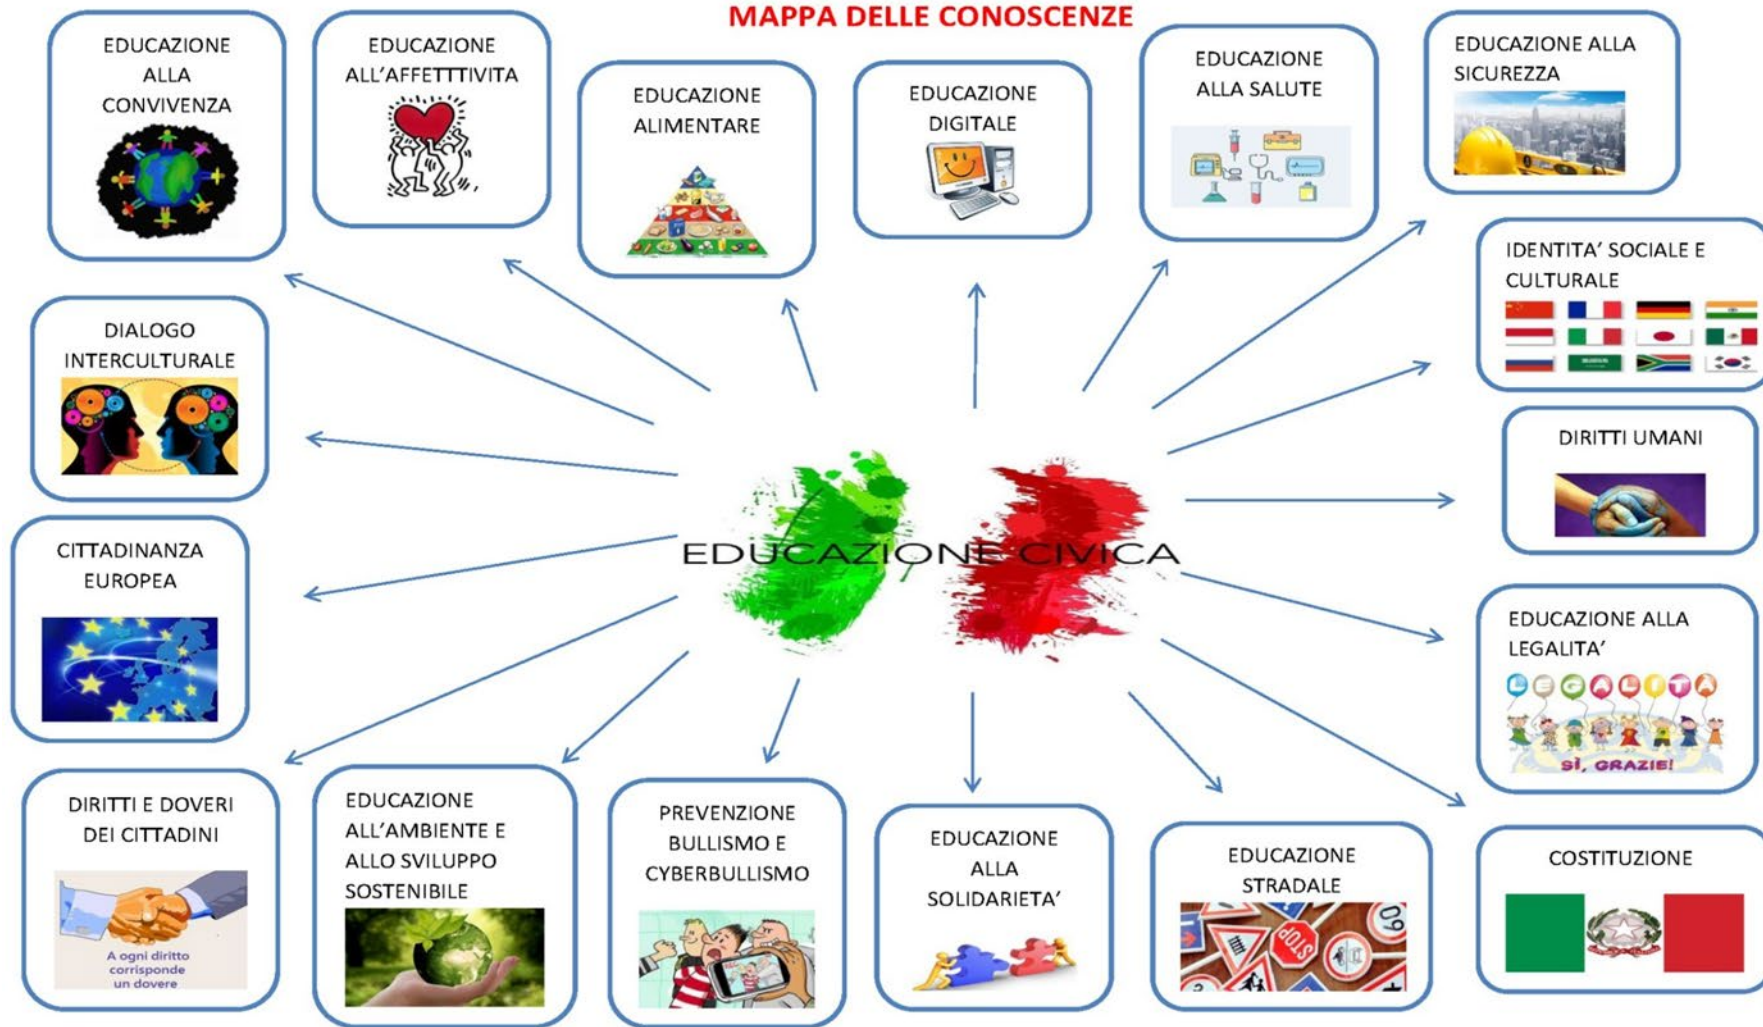 MAPPA DELLE CONOSCENZE
EDUCAZIONE
ALLA
CONVIVENZA
EDUCAZIONE
ALL'AFFETTTIVITA
EDUCAZIONE
ALIMENTARE
EDUCAZIONE
DIGITALE
EDUCAZIONE
ALLA SALUTE
EDUCAZIONE ALLA
SICUREZZA
IDENTITA' SOCIALE E
CULTURALE
DIALOGO
INTERCULTURALE
DIRITTI UMANI
CITTADINANZA
EUROPEA
EDUCAZIONE CIVICA
EDUCAZIONE ALLA
LEGALITA'
LEGALITÀ
SÌ, GRAZIE!
DIRITTI E DOVERI
DEI CITTADINI
A ogni diritto
corrisponde
un dovere
EDUCAZIONE
ALL'AMBIENTE E
ALLO SVILUPPO
SOSTENIBILE
PREVENZIONE
BULLISMO E
CYBERBULLISMO
EDUCAZIONE
ALLA
SOLIDARIETA'
EDUCAZIONE
STRADALE
STOP
60
COSTITUZIONE